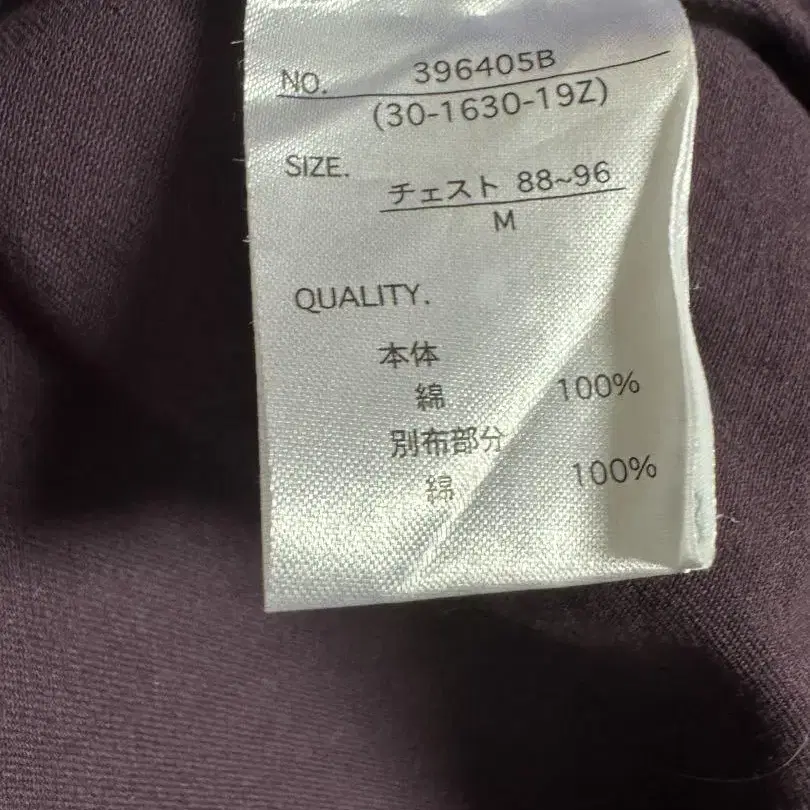 NO. 396405B
(30-1630-19Z)
SIZE.
チェスト 88~96
M
QUALITY.
本体
綿 100%
別布部分
綿 100%